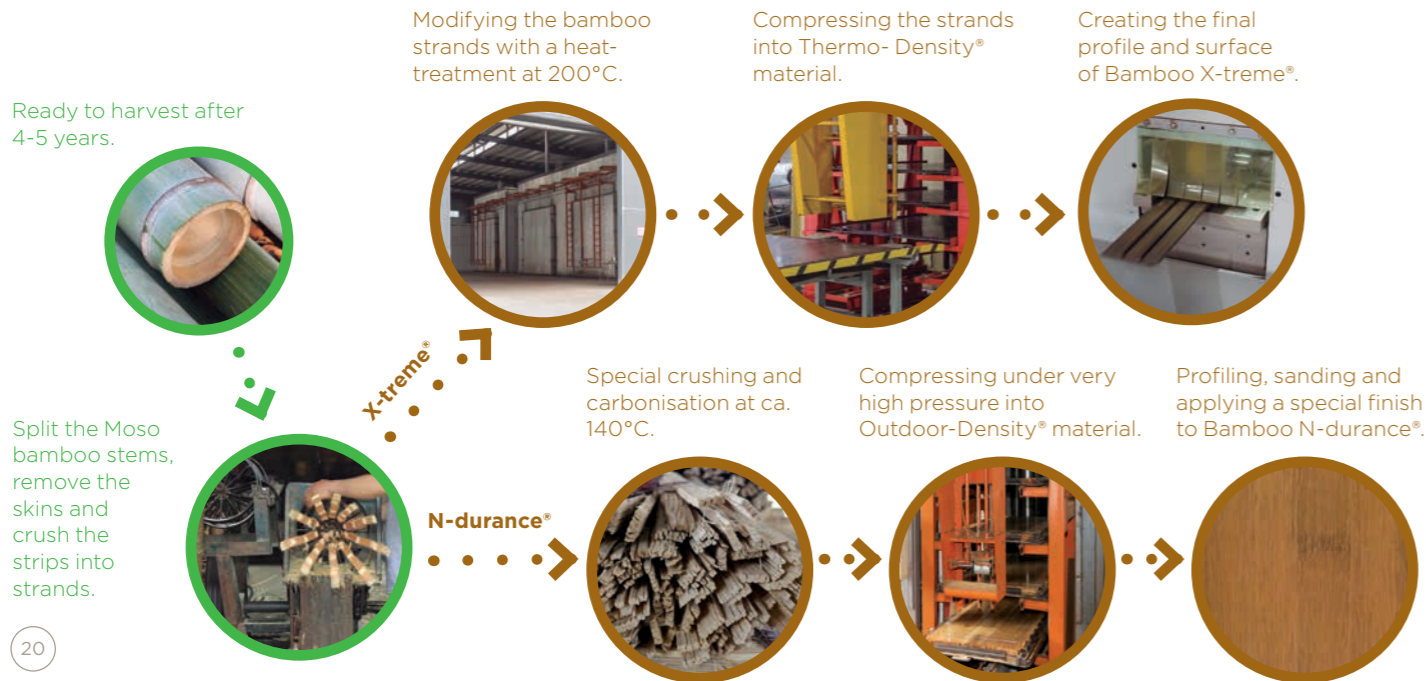 Ready to harvest after
4-5 years.
Split the Moso
bamboo stems,
remove the
skins and
crush the
strips into
strands.
X-treme®
Modifying the bamboo
strands with a heat-
treatment at 200°C.
Compressing the strands
into Thermo- Density®
material.
Creating the final
profile and surface
of Bamboo X-treme®.
N-durance®
Special crushing and
carbonisation at ca.
140°C.
Compressing under very
high pressure into
Outdoor-Density® material.
Profiling, sanding and
applying a special finish
to Bamboo N-durance®.
20